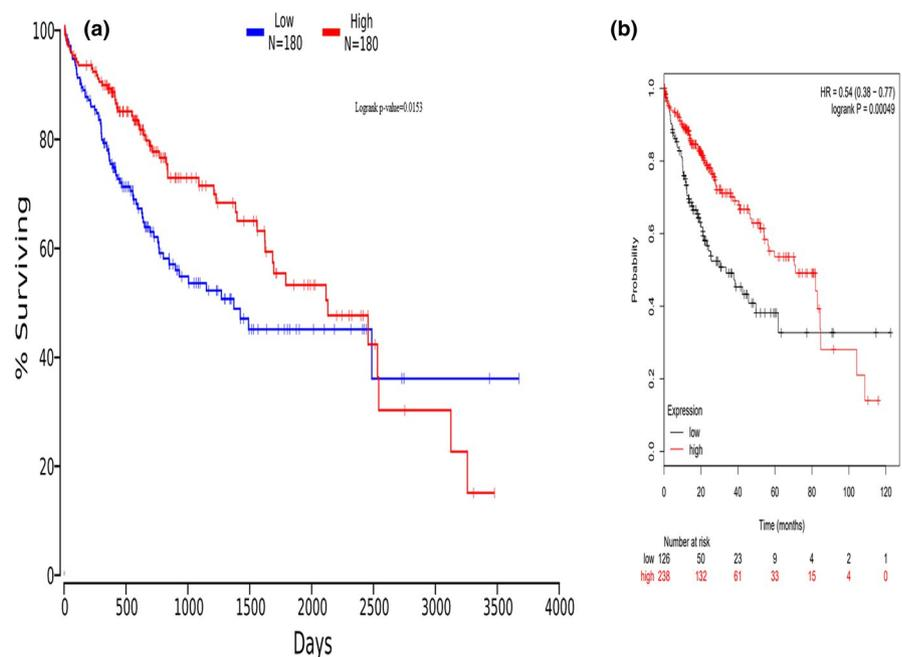 (a)
Low
N=180
High
N=180
Logrank p-value=0.0153
% Surviving
100
80
60
40
20
0
0 500 1000 1500 2000 2500 3000 3500 4000
Days
(b)
HR = 0.54 (0.38 − 0.77)
logrank P = 0.00049
Probability
1.0
0.8
0.6
0.4
0.2
0.0
Expression
low
high
0 20 40 60 80 100 120
Time (months)
Number at risk
low 126 50 23 9 4 2 1
high 238 132 61 33 15 4 0